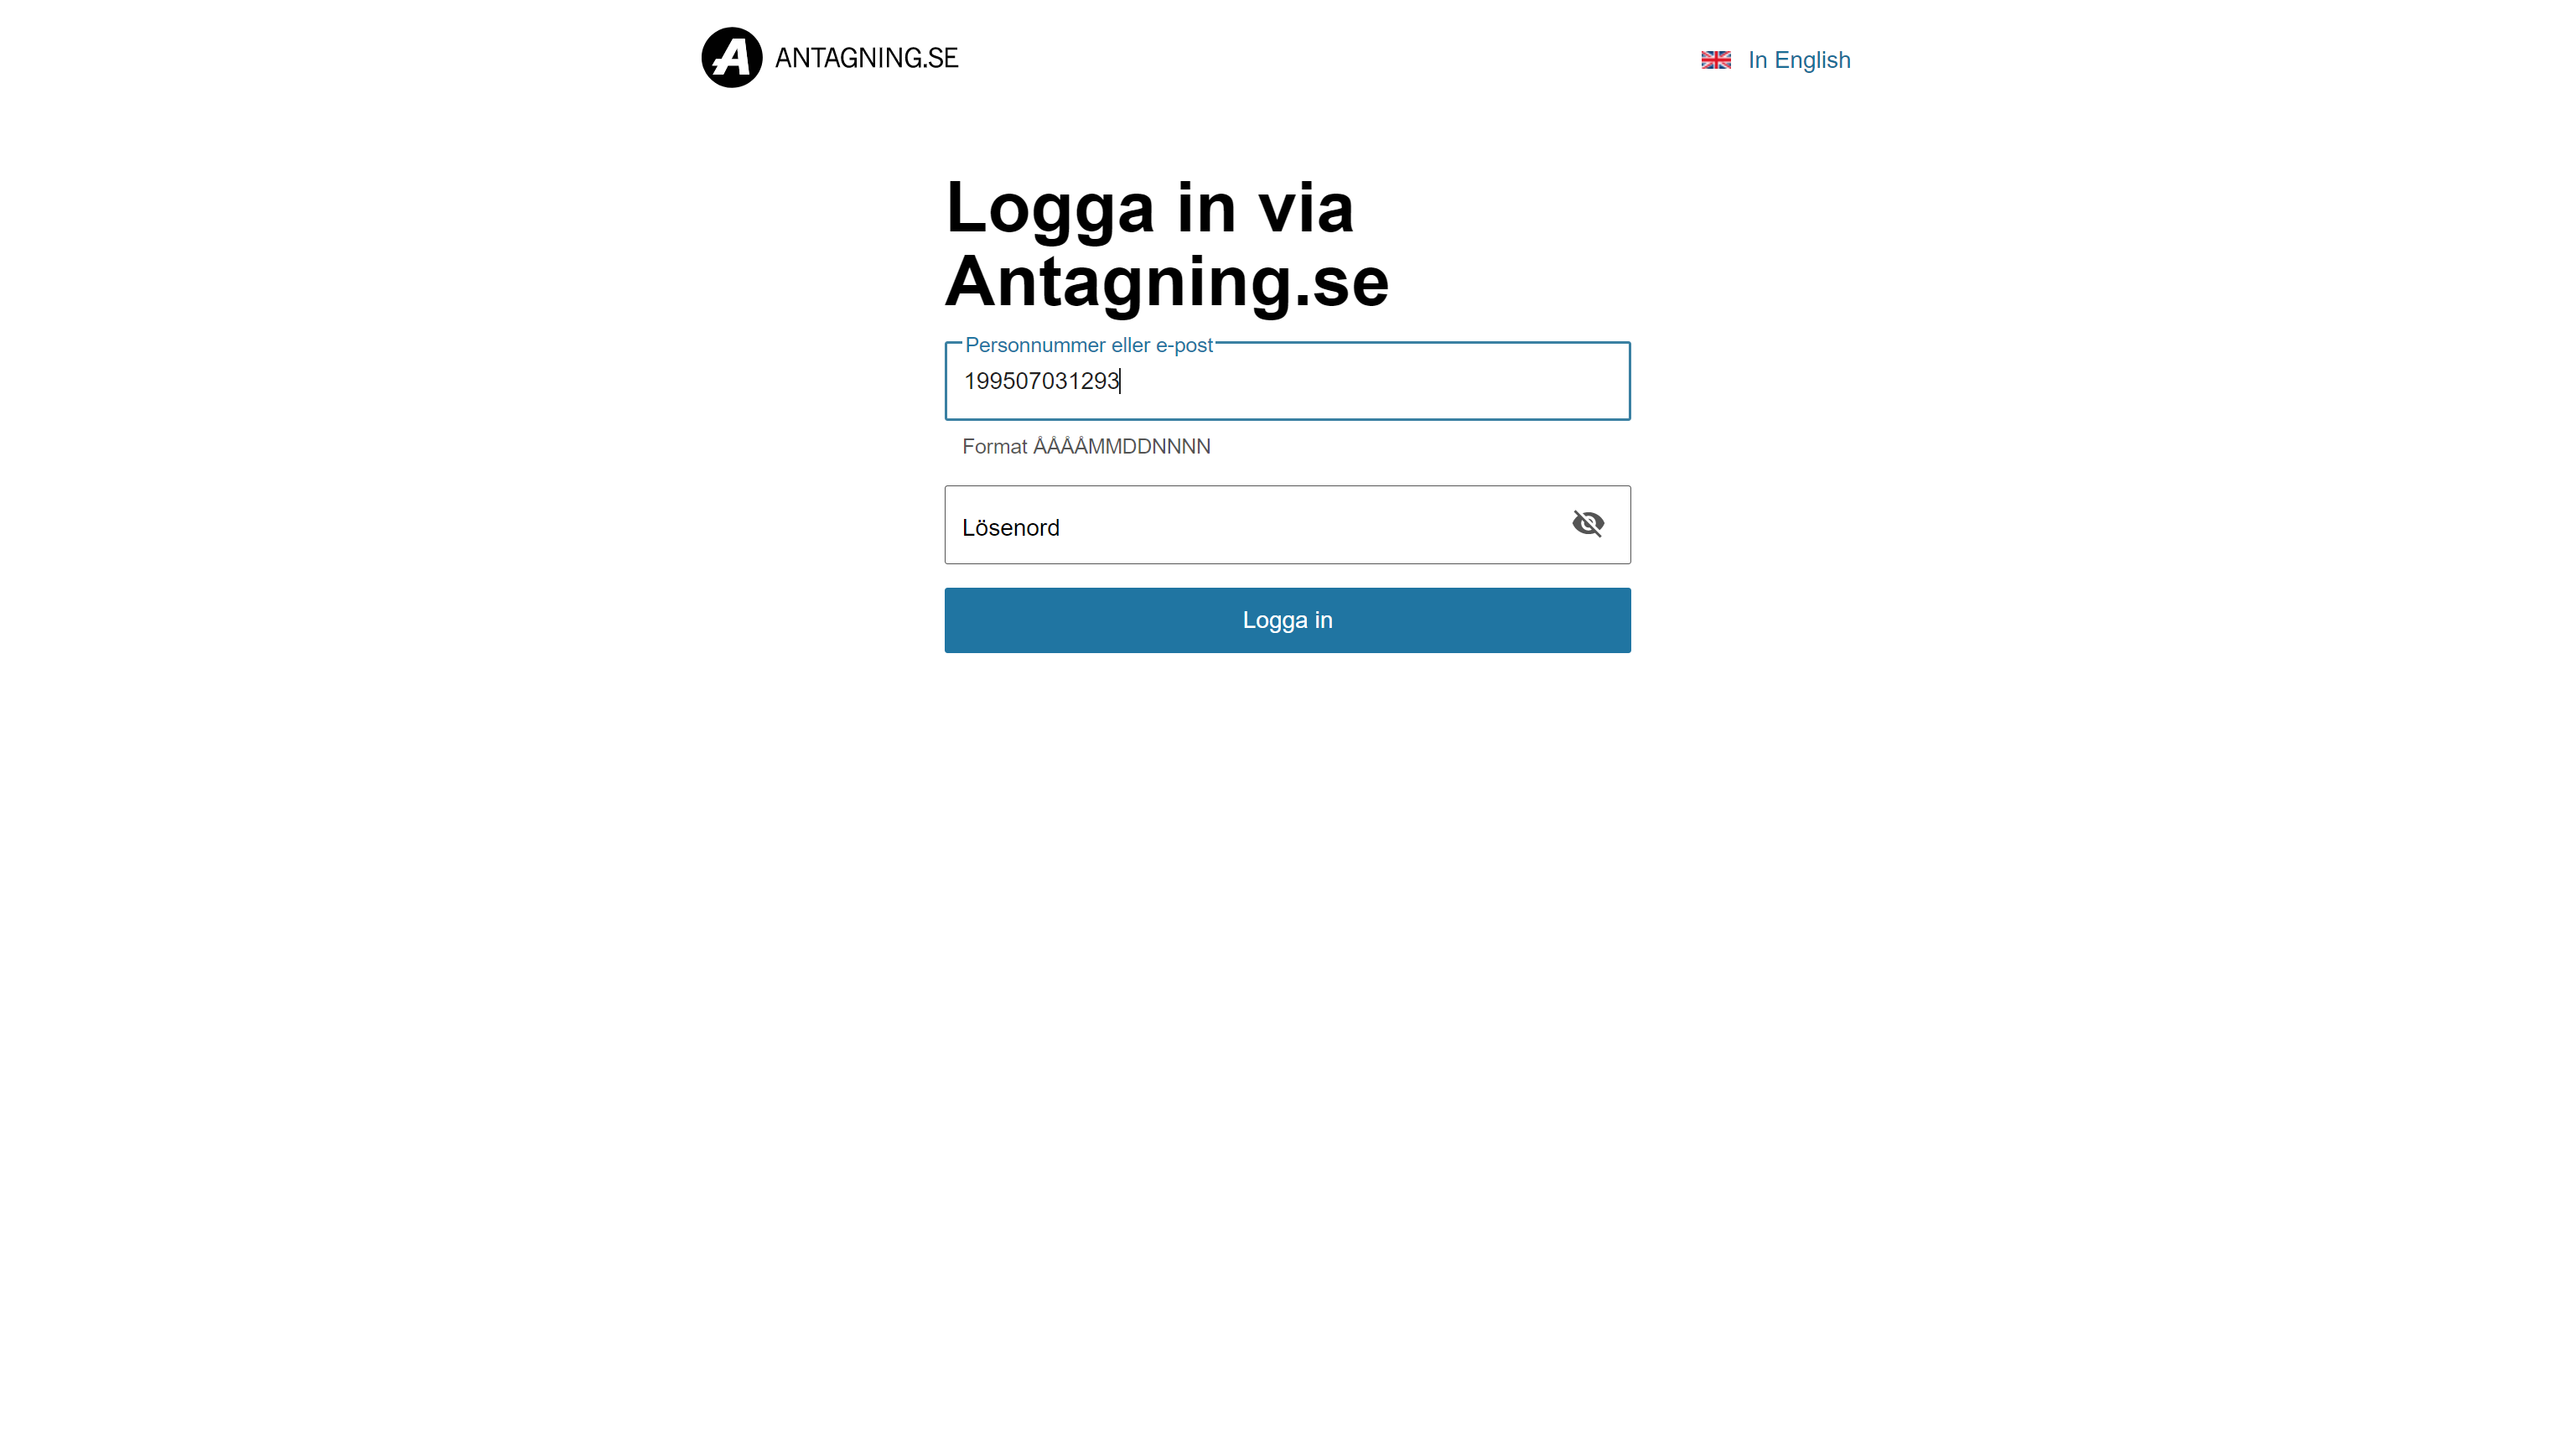 ANTAGNING.SE
In English
Logga in via
Antagning.se
Personnummer eller e-post
199507031293
Format ÅÅÅÅMMDDNNNN
Lösenord
Logga in